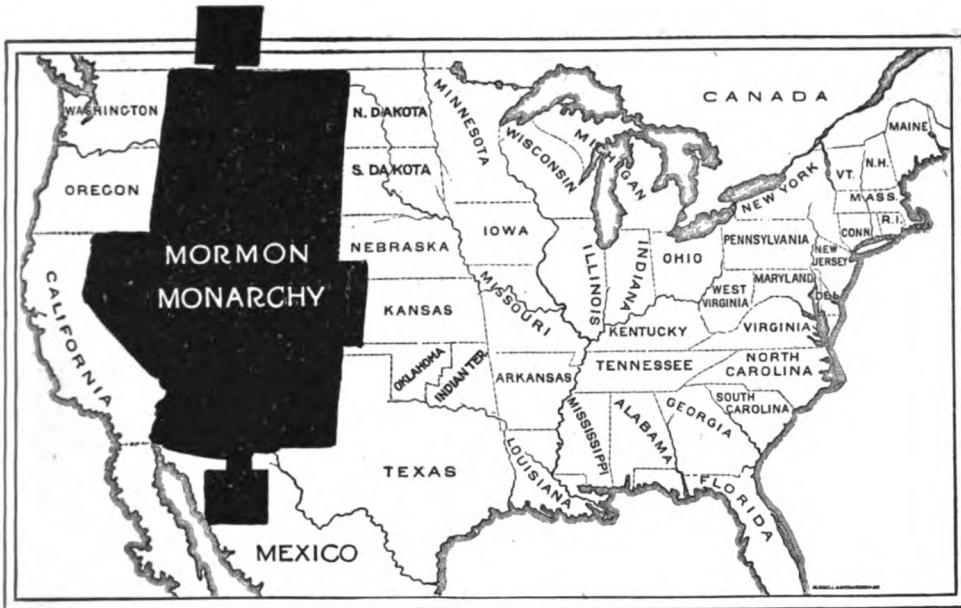 CANADA
WASHINGTON
N. DAKOTA
MINNESOTA
WISCONSIN
MICHIGAN
MAINE
VT.
N.H.
OREGON
S. DAKOTA
NEW YORK
MASS.
CONN.
R.I.
MORMON
MONARCHY
NEBRASKA
IOWA
ILLINOIS
INDIANA
OHIO
PENNSYLVANIA
NEW
JERSEY
CALIFORNIA
KANSAS
MISSOURI
WEST
VIRGINIA
MARYLAND
DEL.
KENTUCKY
VIRGINIA
OKLAHOMA
INDIAN TER.
ARKANSAS
TENNESSEE
NORTH
CAROLINA
SOUTH
CAROLINA
MISSISSIPPI
ALABAMA
GEORGIA
TEXAS
LOUISIANA
FLORIDA
MEXICO